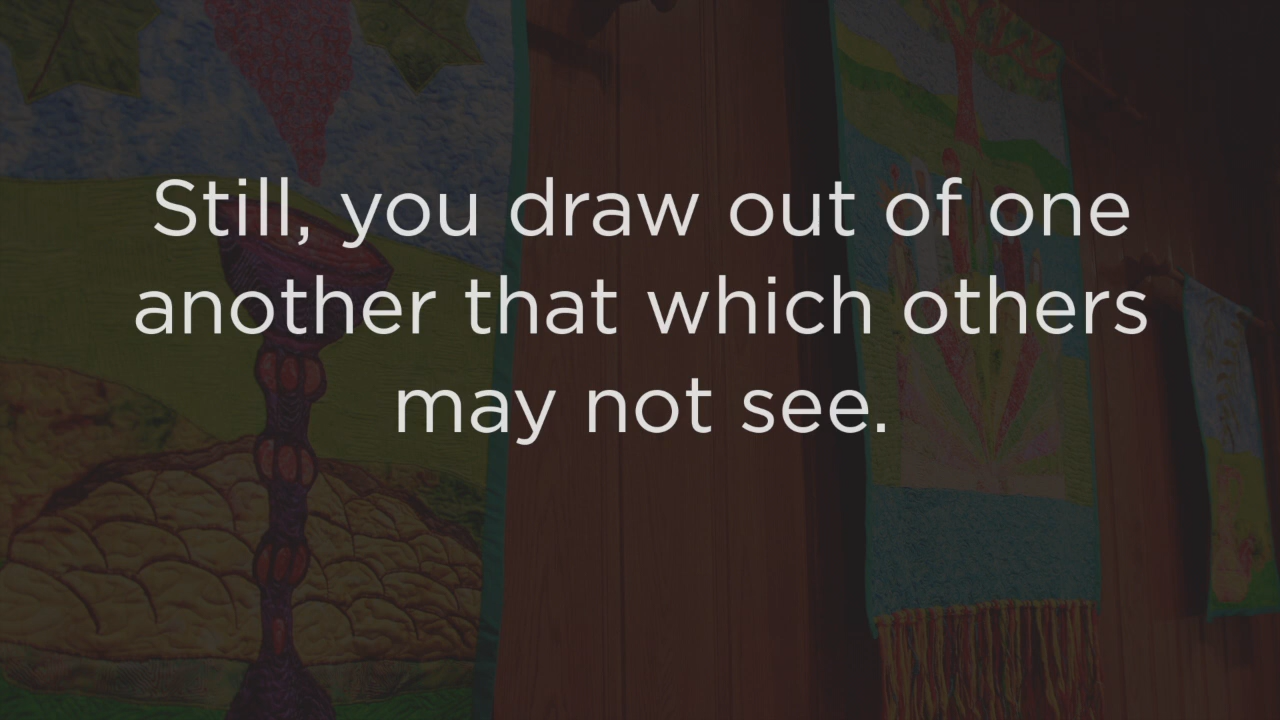 Still, you draw out of one
another that which others
may not see.